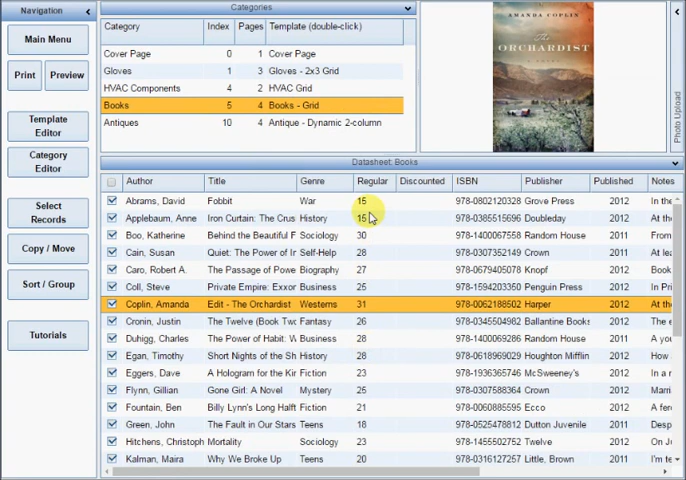 Navigation
Main Menu
Print Preview
Template
Editor
Category
Editor
Select
Records
Copy / Move
Sort / Group
Tutorials
Categories
Category Index Pages Template (double-click)
Cover Page 0 1 Cover Page
Gloves 1 3 Gloves - 2x3 Grid
HVAC Components 4 2 HVAC Grid
Books 5 4 Books - Grid
Antiques 10 4 Antique - Dynamic 2-column
AMANDA COPLIN
The
ORCHARDIST
A NOVEL
Photo Upload
Datasheet: Books
Author Title Genre Regular Discounted ISBN Publisher Published Notes
Abrams, David Fobbit War 15 978-0802120328 Grove Press 2012 In th
Applebaum, Anne Iron Curtain: The Crus History 15 978-0385515696 Doubleday 2012 At th
Boo, Katherine Behind the Beautiful F Sociology 30 978-1400067558 Random House 2011 From
Cain, Susan Quiet: The Power of Ir Self-Help 28 978-0307352149 Crown 2011 At lea
Caro, Robert A. The Passage of Powe Biography 27 978-0679405078 Knopf 2012 Book
Coll, Steve Private Empire: Exxor Business 25 978-1594203350 Penguin Press 2012 In Pri
Coplin, Amanda Edit - The Orchardist Westerns 31 978-0062188502 Harper 2012 At the
Cronin, Justin The Twelve (Book Two Fantasy 26 978-0345504982 Ballantine Books 2012 In the
Duhigg, Charles The Power of Habit: W Business 28 978-1400069286 Random House 2011 A you
Egan, Timothy Short Nights of the Sh History 28 978-0618969029 Houghton Mifflin 2012 How
Eggers, Dave A Hologram for the Kir Fiction 23 978-1936365746 McSweeney's 2012 In a r
Flynn, Gillian Gone Girl: A Novel Mystery 25 978-0307588364 Crown 2012 Marri
Fountain, Ben Billy Lynn's Long Halft Fiction 21 978-0060885595 Ecco 2012
Green, John The Fault in Our Stars Teens 18 978-0525478812 Dutton Juvenile 2011 Desp
Hitchens, Christoph Mortality Sociology 23 978-1455502752 Twelve 2012 On Ju
Kalman, Maira Why We Broke Up Teens 20 978-0316127257 Little, Brown 2011 I'm te